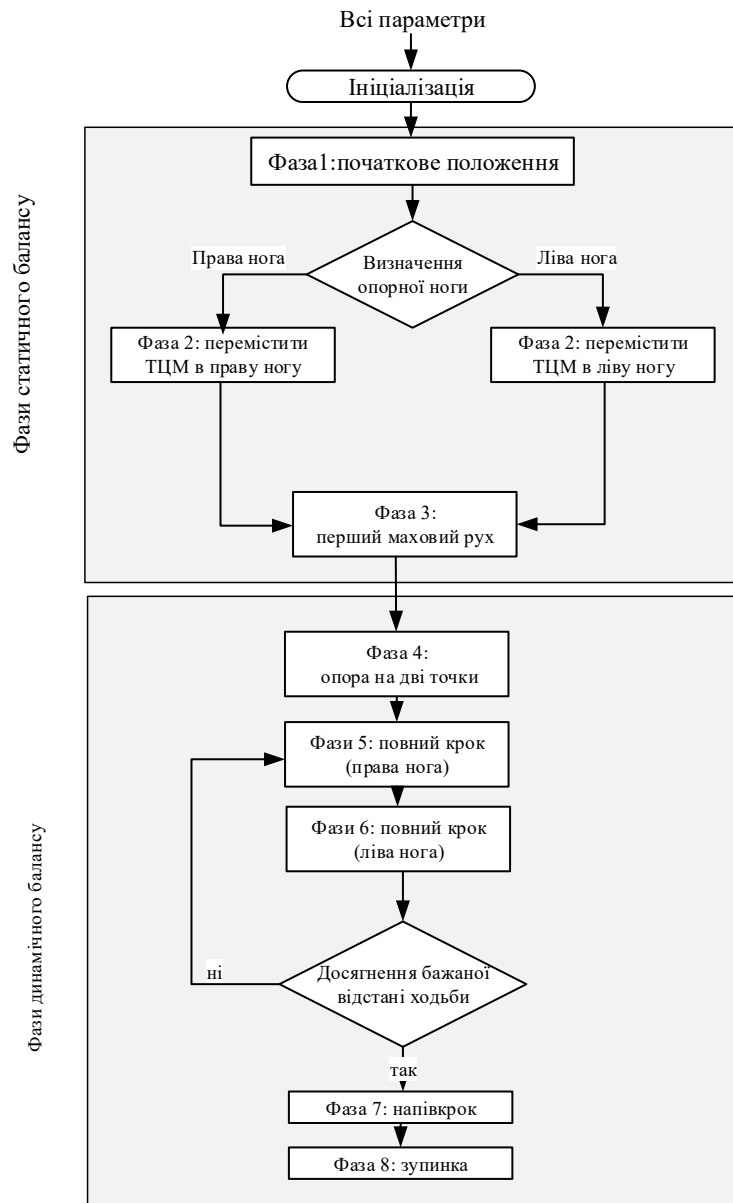 Всі параметри
Ініціалізація
Фази статичного балансу
Фаза1:початкове положення
Права нога
Визначення
опорної ноги
Ліва нога
Фаза 2: перемістити
ТЦМ в праву ногу
Фаза 2: перемістити
ТЦМ в ліву ногу
Фаза 3:
перший маховий рух
Фази динамічного балансу
Фаза 4:
опора на дві точки
Фази 5: повний крок
(права нога)
Фази 6: повний крок
(ліва нога)
ні
Досягнення бажаної
відстані ходьби
так
Фаза 7: напівкрок
Фаза 8: зупинка